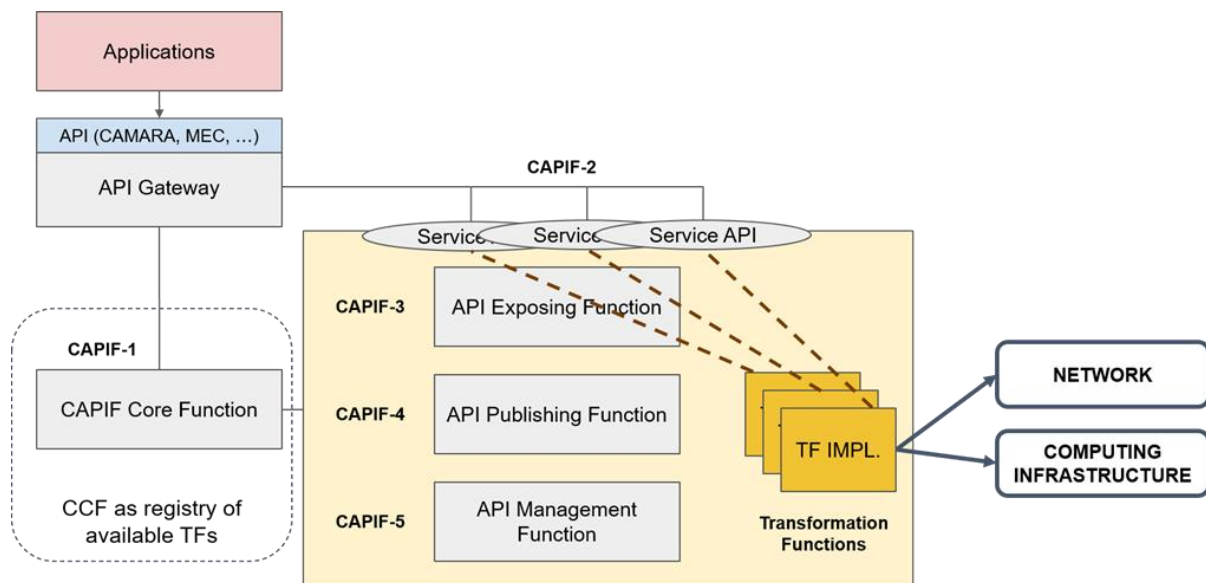 Applications
API (CAMARA, MEC, ...)
API Gateway
CAPIF-2
Service
Service
Service API
CAPIF-3
API Exposing Function
CAPIF-1
CAPIF Core Function
CAPIF-4
API Publishing Function
TF IMPL.
NETWORK
COMPUTING
INFRASTRUCTURE
CCF as registry of
available TFs
CAPIF-5
API Management
Function
Transformation
Functions